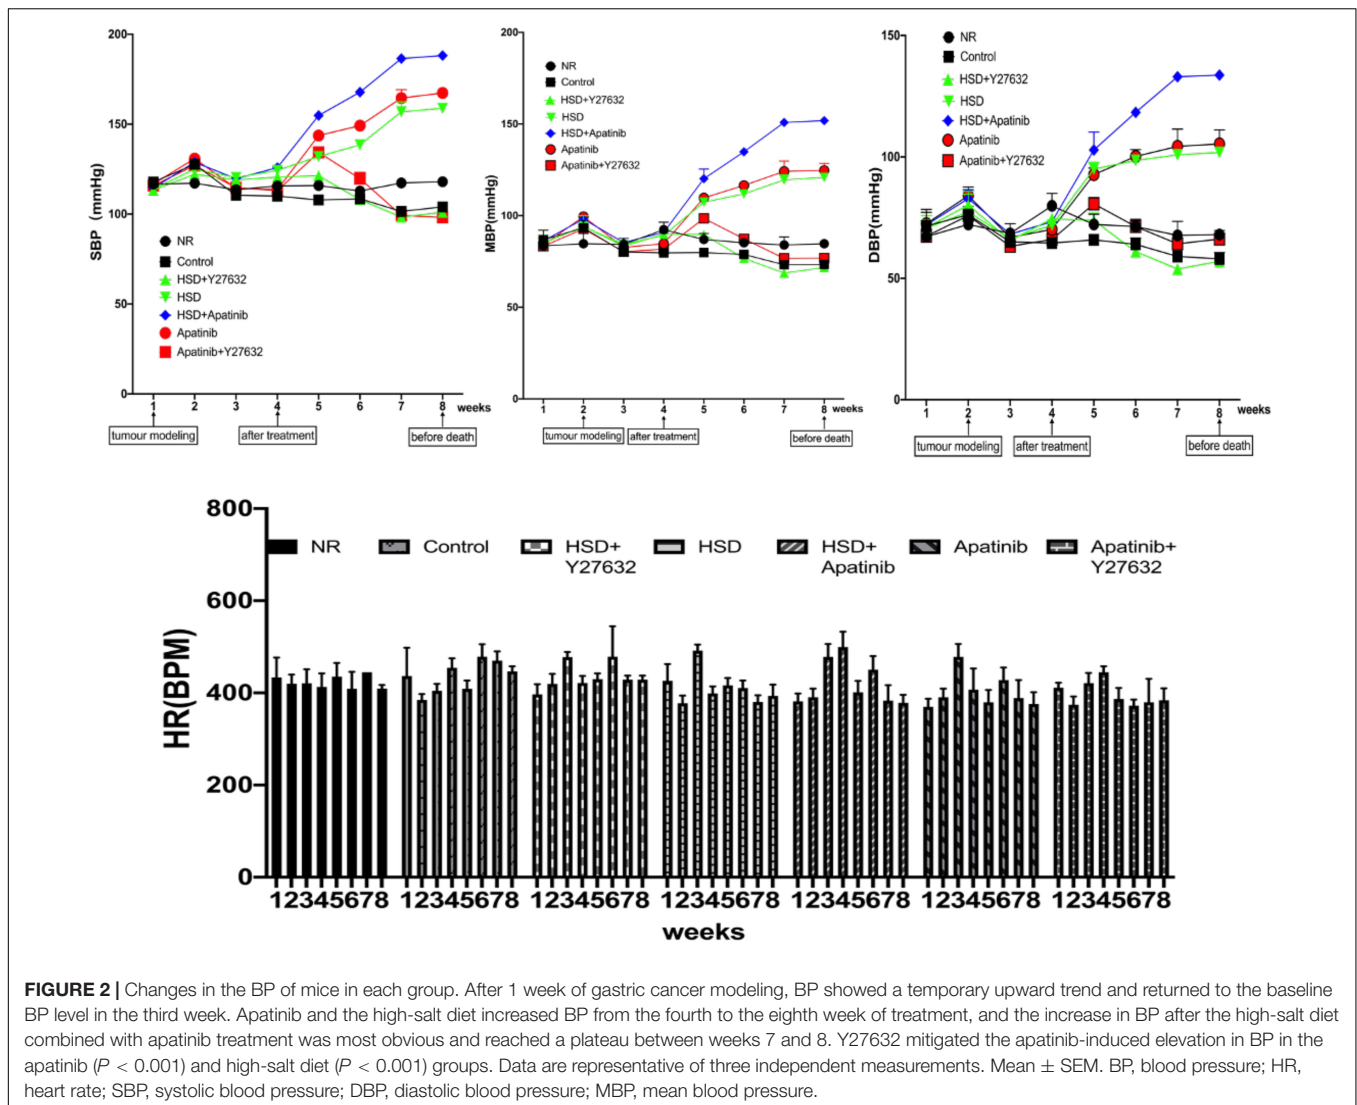 200
150
100
50
0
SBP (mmHg)
NR
Control
HSD+Y27632
HSD
HSD+Apatinib
Apatinib
Apatinib+Y27632
1 2 3 4 5 6 7 8 weeks
tumour modeling
after treatment
before death
200
150
100
50
0
MBP(mmHg)
NR
Control
HSD+Y27632
HSD
HSD+Apatinib
Apatinib
Apatinib+Y27632
1 2 3 4 5 6 7 8 weeks
tumour modeling
after treatment
before death
150
100
50
0
DBP(mmHg)
NR
Control
HSD+Y27632
HSD
HSD+Apatinib
Apatinib
Apatinib+Y27632
1 2 3 4 5 6 7 8 weeks
tumour modeling
after treatment
before death
800
600
400
200
0
HR(BPM)
NR
Control
HSD+
Y27632
HSD
HSD+
Apatinib
Apatinib
Apatinib+
Y27632
12345678 12345678 12345678 12345678 12345678 12345678 12345678
weeks
FIGURE 2 | Changes in the BP of mice in each group. After 1 week of gastric cancer modeling, BP showed a temporary upward trend and returned to the baseline
BP level in the third week. Apatinib and the high-salt diet increased BP from the fourth to the eighth week of treatment, and the increase in BP after the high-salt diet
combined with apatinib treatment was most obvious and reached a plateau between weeks 7 and 8. Y27632 mitigated the apatinib-induced elevation in BP in the
apatinib (P < 0.001) and high-salt diet (P < 0.001) groups. Data are representative of three independent measurements. Mean ± SEM. BP, blood pressure; HR,
heart rate; SBP, systolic blood pressure; DBP, diastolic blood pressure; MBP, mean blood pressure.